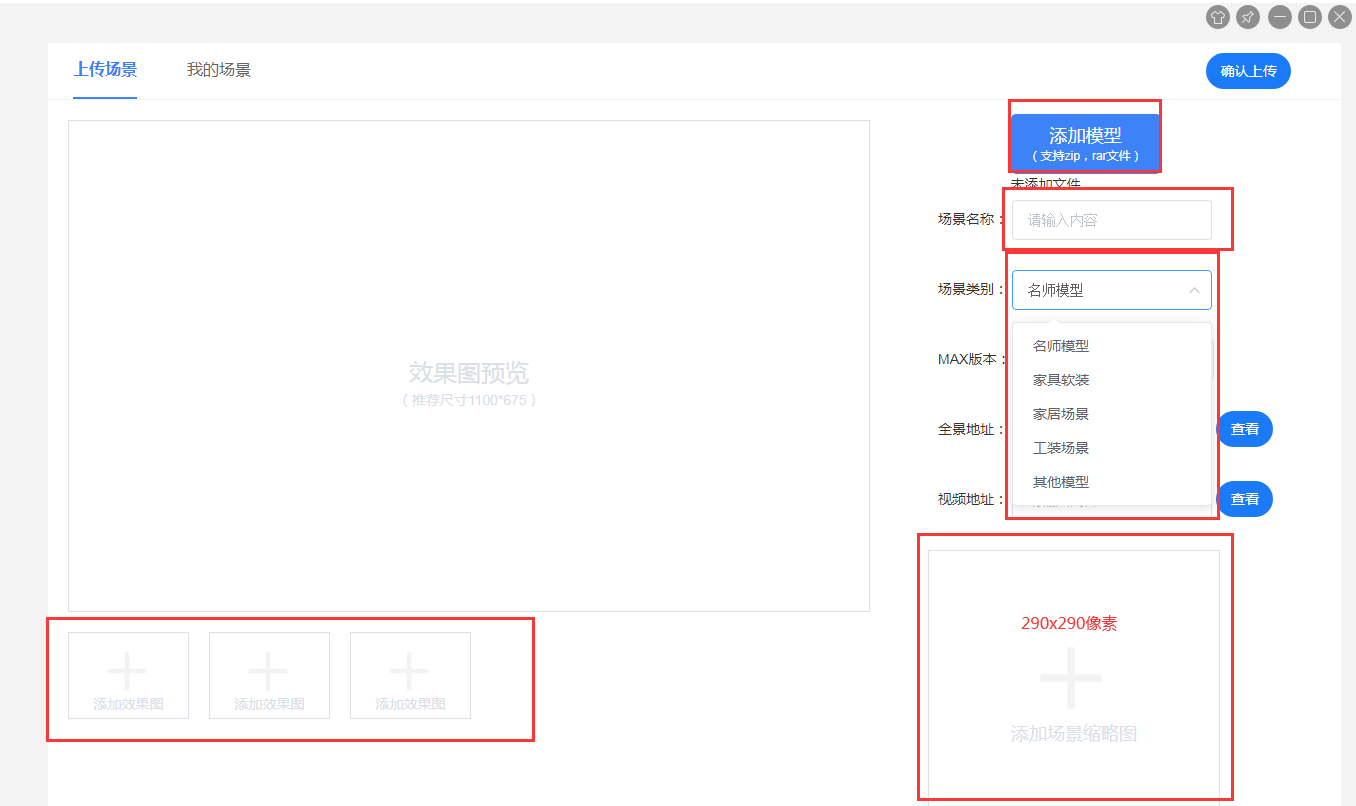 上传场景
我的场景
确认上传
添加模型
（支持zip，rar文件）
未添加文件
场景名称：
请输入内容
场景类别：
名师模型
名师模型
MAX版本：
家具软装
家居场景
全景地址：
查看
工装场景
其他模型
视频地址：
查看
效果图预览
（推荐尺寸1100*675）
添加效果图
添加效果图
添加效果图
290x290像素
添加场景缩略图